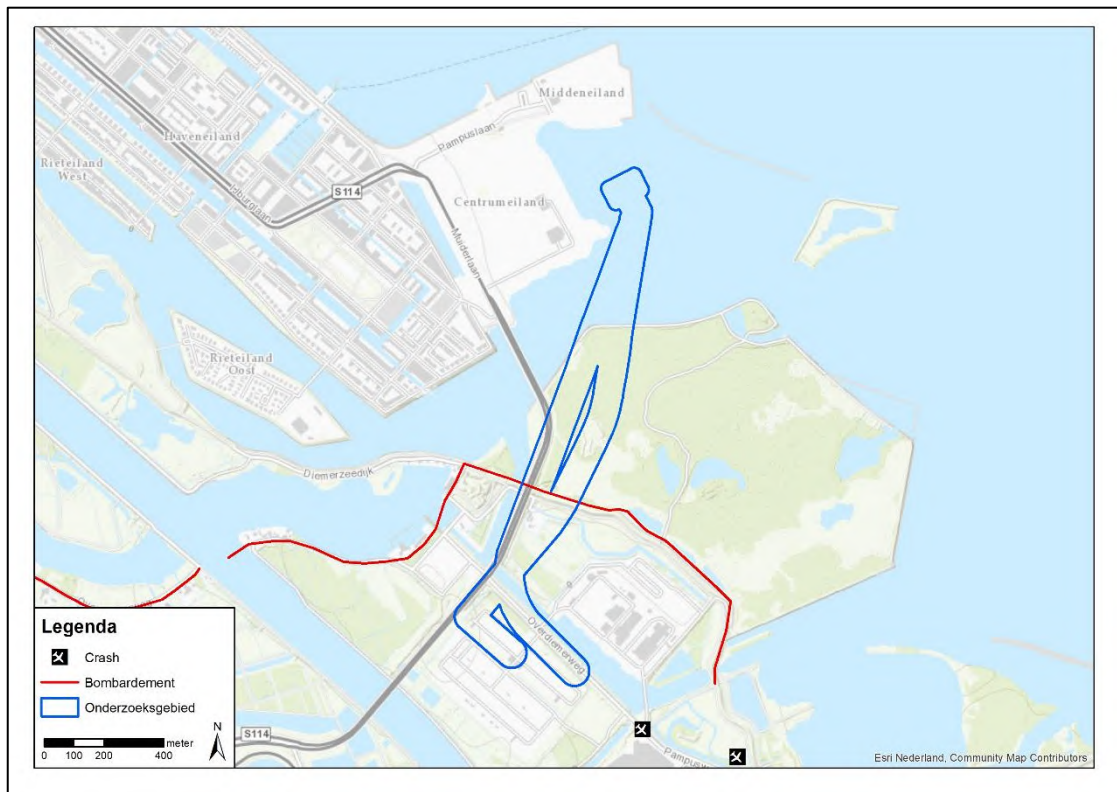 Middeneiland
Pampuslaan
Haveneiland
Rieteiland
West
IJburglaan
S114
Centrumeiland
Muiderlaan
Rieteiland
Oost
Diemerzeedijk
Overdiemerweg
S114
Legenda
Crash
Bombardement
Onderzoeksgebied
N
meter
0 100 200 400
Esri Nederland, Community Map Contributors